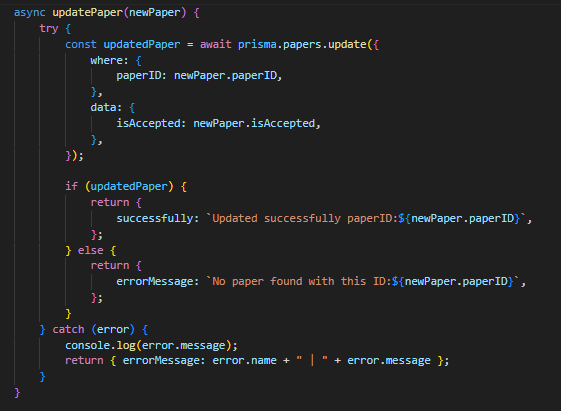 async updatePaper(newPaper) {
    try {
        const updatedPaper = await prisma.papers.update({
            where: {
                paperID: newPaper.paperID,
            },
            data: {
                isAccepted: newPaper.isAccepted,
            },
        });

        if (updatedPaper) {
            return {
                successfully: `Updated successfully paperID:${newPaper.paperID}`,
            };
        } else {
            return {
                errorMessage: `No paper found with this ID:${newPaper.paperID}`,
            };
        }
    } catch (error) {
        console.log(error.message);
        return { errorMessage: error.name + " | " + error.message };
    }
}